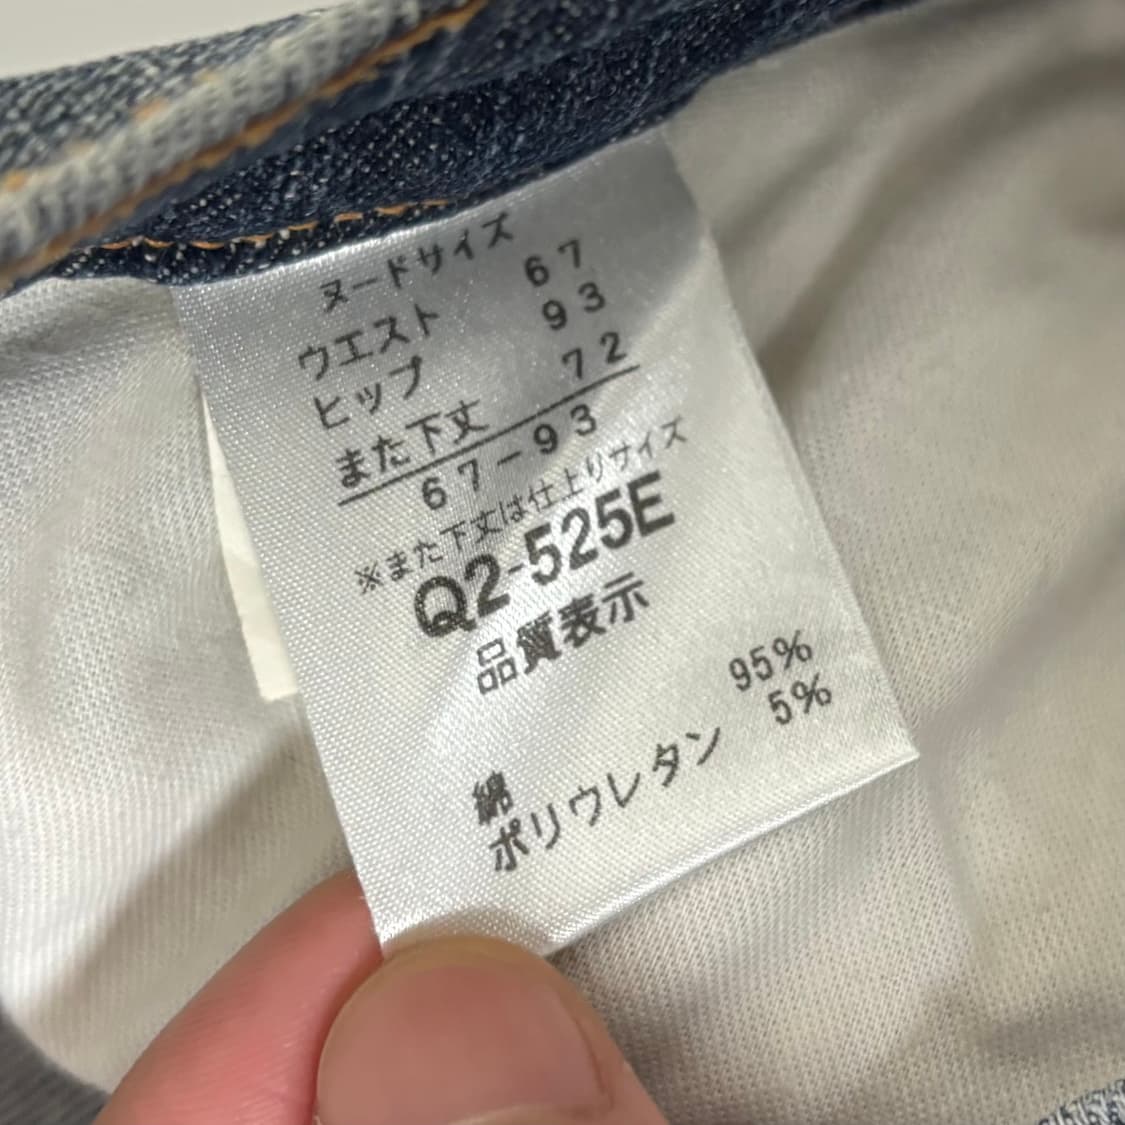 ヌードサイズ
ウエスト 67
ヒップ 93
また下丈 72
67-93
※また下丈は仕上りサイズ
Q2-525E
品質表示
綿 95%
ポリウレタン 5%